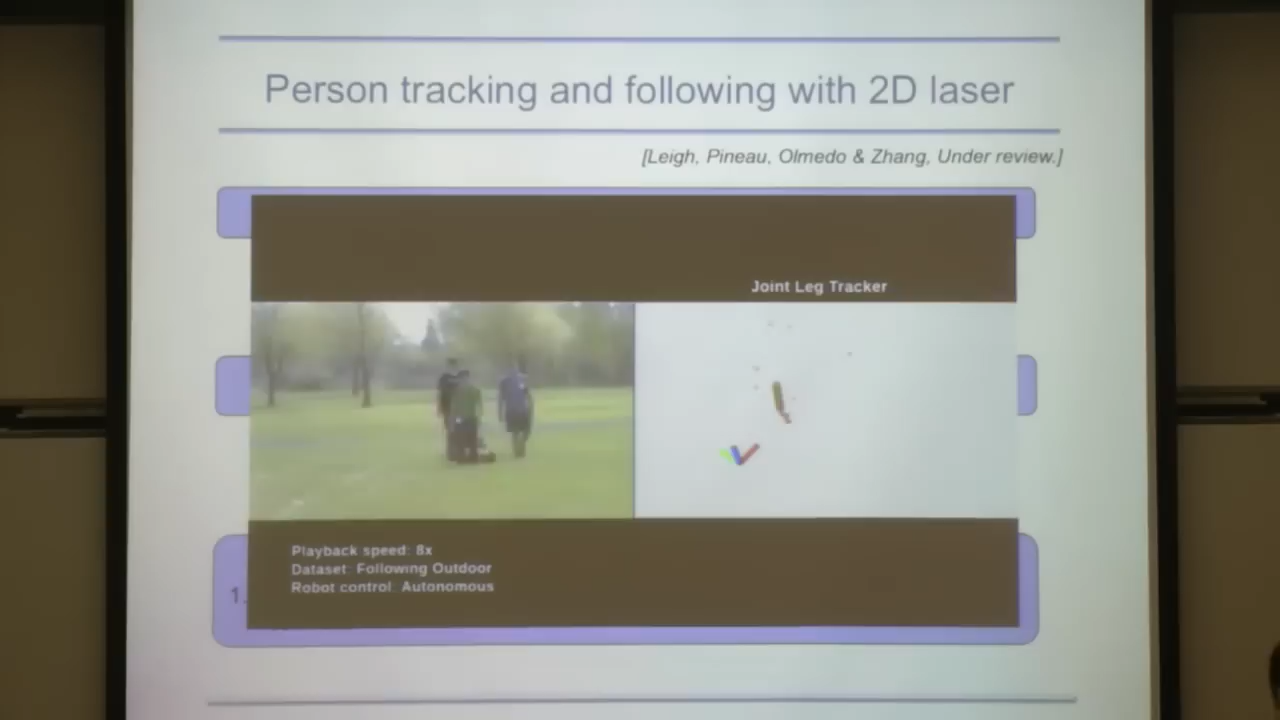 Person tracking and following with 2D laser
[Leigh, Pineau, Olmedo & Zhang, Under review.]
Joint Leg Tracker
Playback speed: 8x
Dataset: Following Outdoor
Robot control: Autonomous
1.